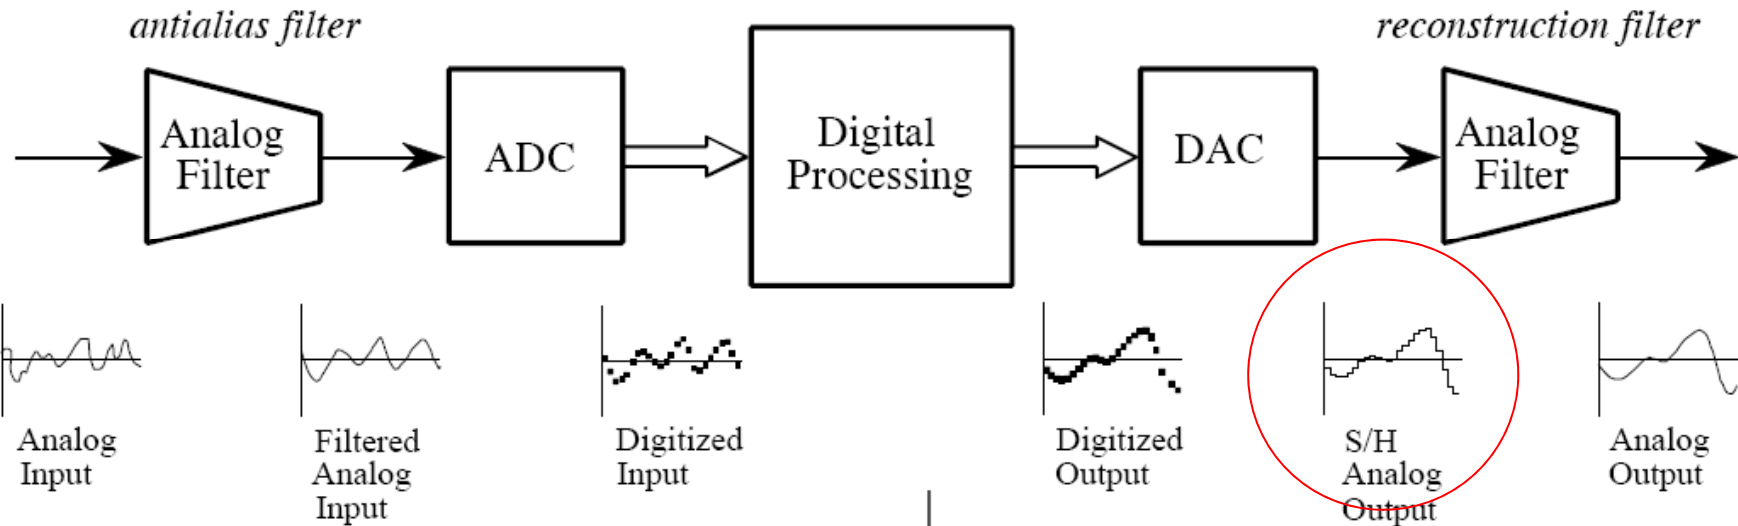 antialias filter
reconstruction filter
Analog
Filter
ADC
Digital
Processing
DAC
Analog
Filter
Analog
Input
Filtered
Analog
Input
Digitized
Input
Digitized
Output
S/H
Analog
Output
Analog
Output